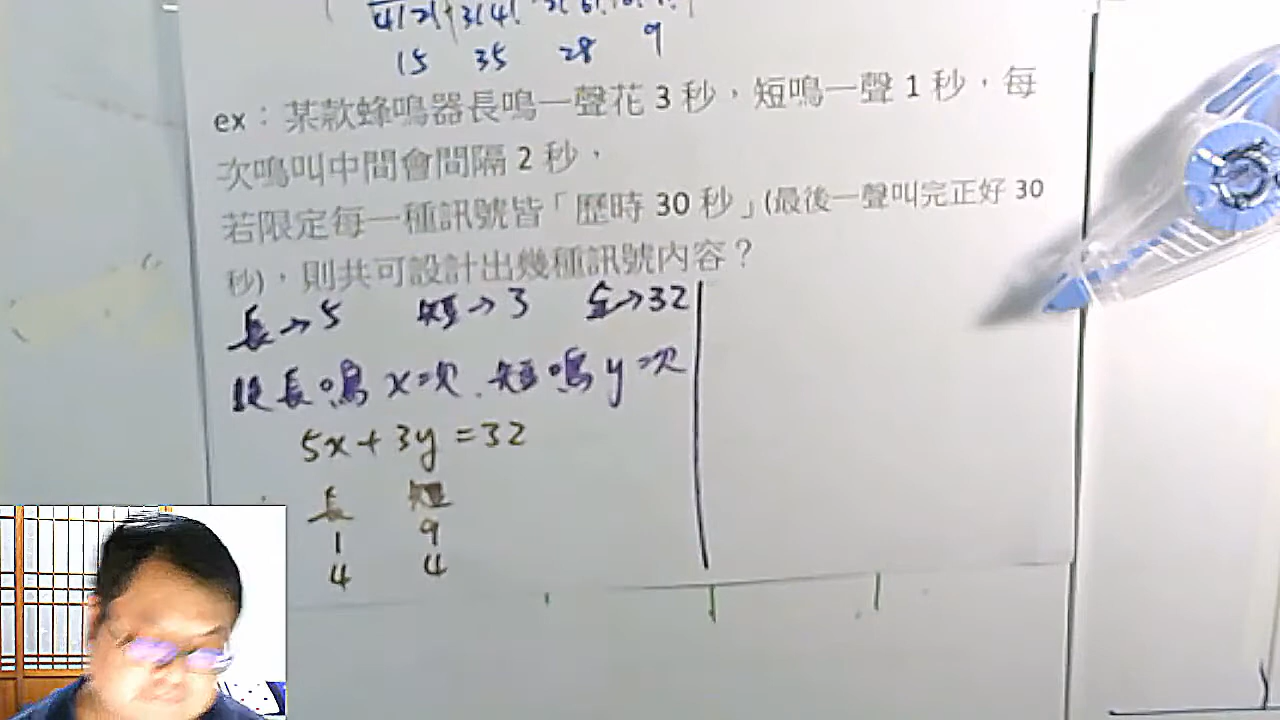 15 35 28 9
ex：某款蜂鳴器長鳴一聲花 3 秒，短鳴一聲 1 秒，每
次鳴叫中間會間隔 2 秒，
若限定每一種訊號皆「歷時 30 秒」(最後一聲叫完正好 30
秒)，則共可設計出幾種訊號內容？
長→5 短→3 全→32
設長鳴x次、短鳴y次
5x+3y=32
長 短
1 9
4 4